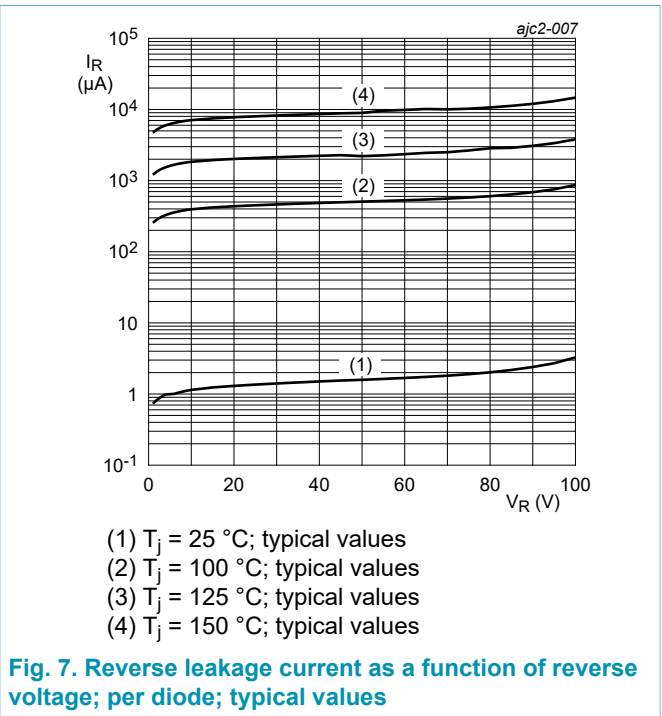 ajc2-007
I_R
(µA)
10^5
10^4
10^3
10^2
10
1
10^-1
(4)
(3)
(2)
(1)
0 20 40 60 80 100
V_R (V)
(1) T_j = 25 °C; typical values
(2) T_j = 100 °C; typical values
(3) T_j = 125 °C; typical values
(4) T_j = 150 °C; typical values
Fig. 7. Reverse leakage current as a function of reverse
voltage; per diode; typical values